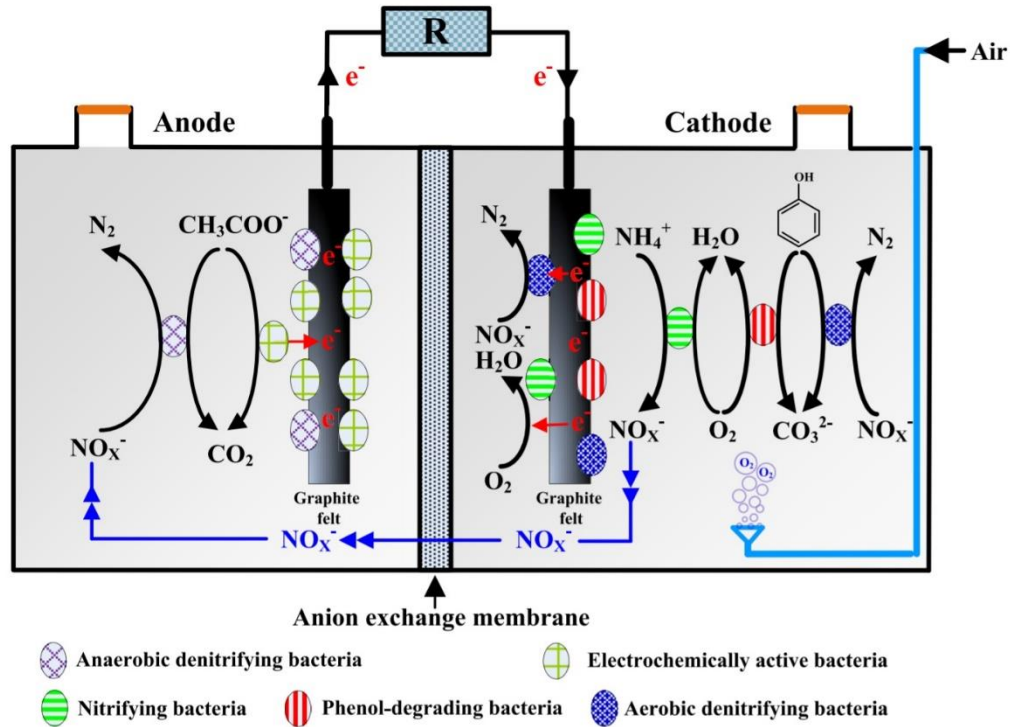 R
e⁻
e⁻
Air
Anode
Cathode
OH
N₂
CH₃COO⁻
N₂
NH₄⁺
H₂O
N₂
e⁻
e⁻
e⁻
NOₓ⁻
e⁻
H₂O
e⁻
e⁻
NOₓ⁻
CO₂
O₂
NOₓ⁻
O₂
CO₃²⁻
NOₓ⁻
O₂
O₂
Graphite
felt
Graphite
felt
NOₓ⁻
NOₓ⁻
Anion exchange membrane
Anaerobic denitrifying bacteria
Electrochemically active bacteria
Nitrifying bacteria
Phenol-degrading bacteria
Aerobic denitrifying bacteria